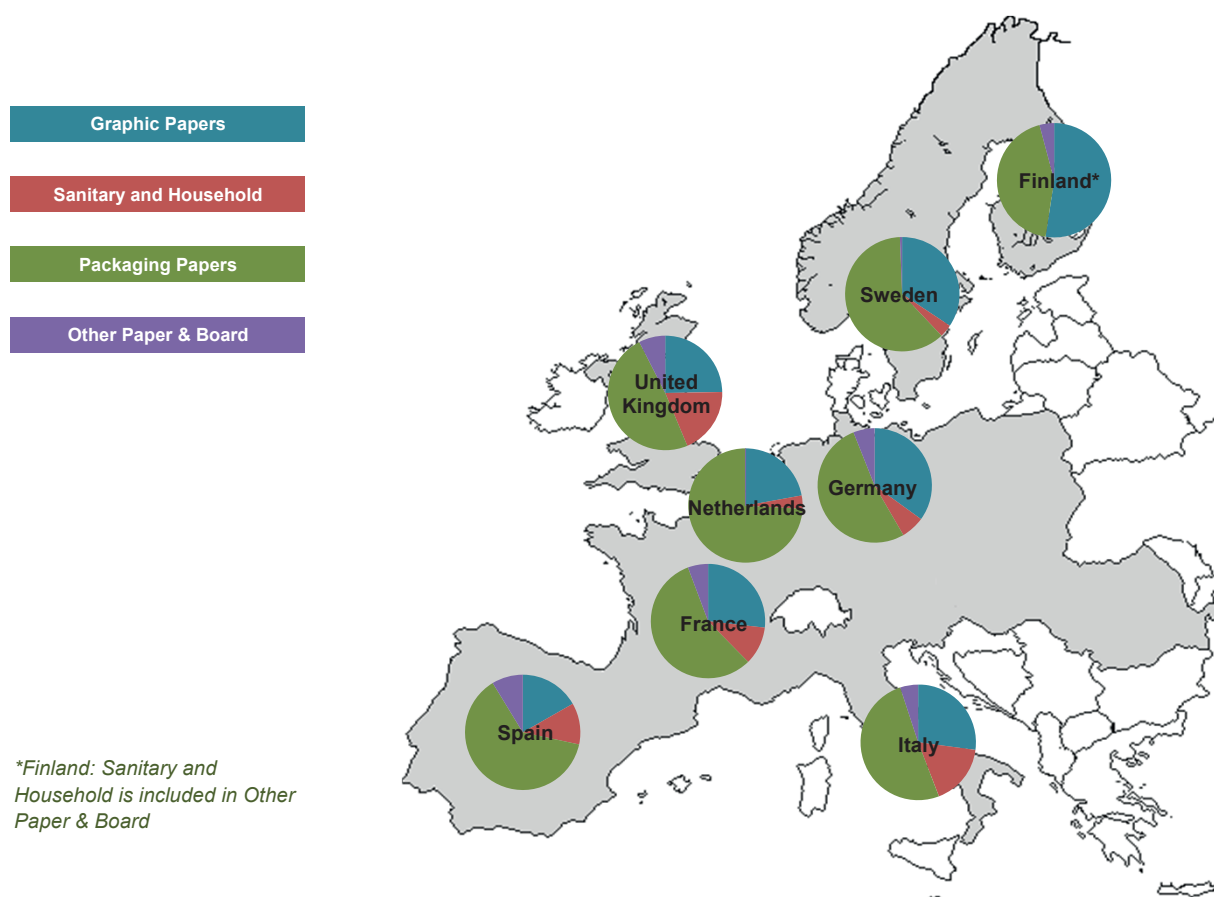 Graphic Papers
Sanitary and Household
Packaging Papers
Other Paper & Board
Finland*
Sweden
United
Kingdom
Germany
Netherlands
France
Spain
Italy
*Finland: Sanitary and
Household is included in Other
Paper & Board